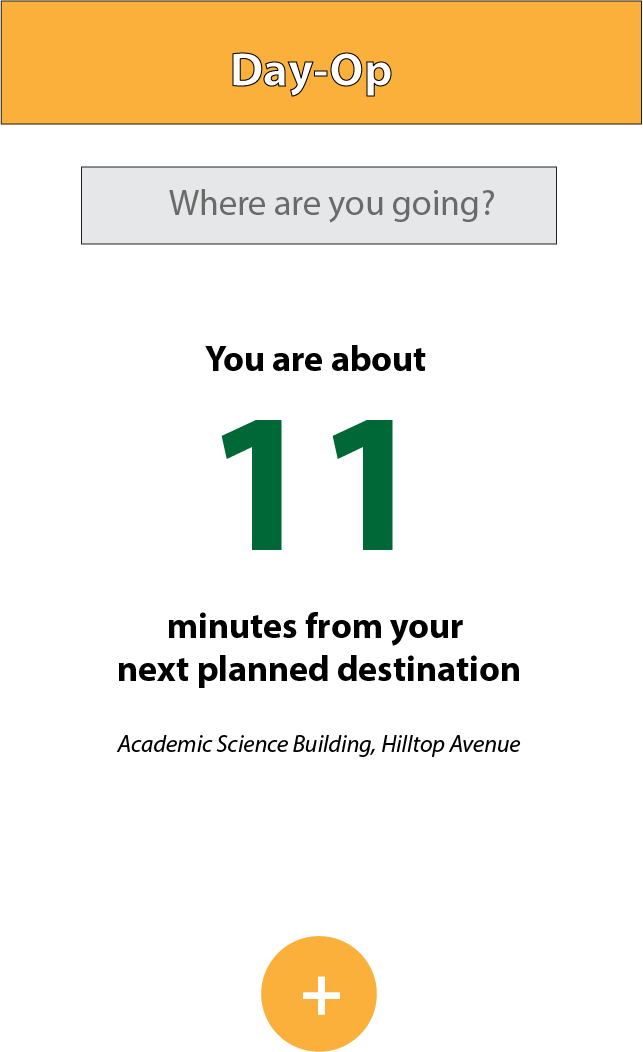 Day-Op
Where are you going?
You are about
11
minutes from your
next planned destination
Academic Science Building, Hilltop Avenue
+